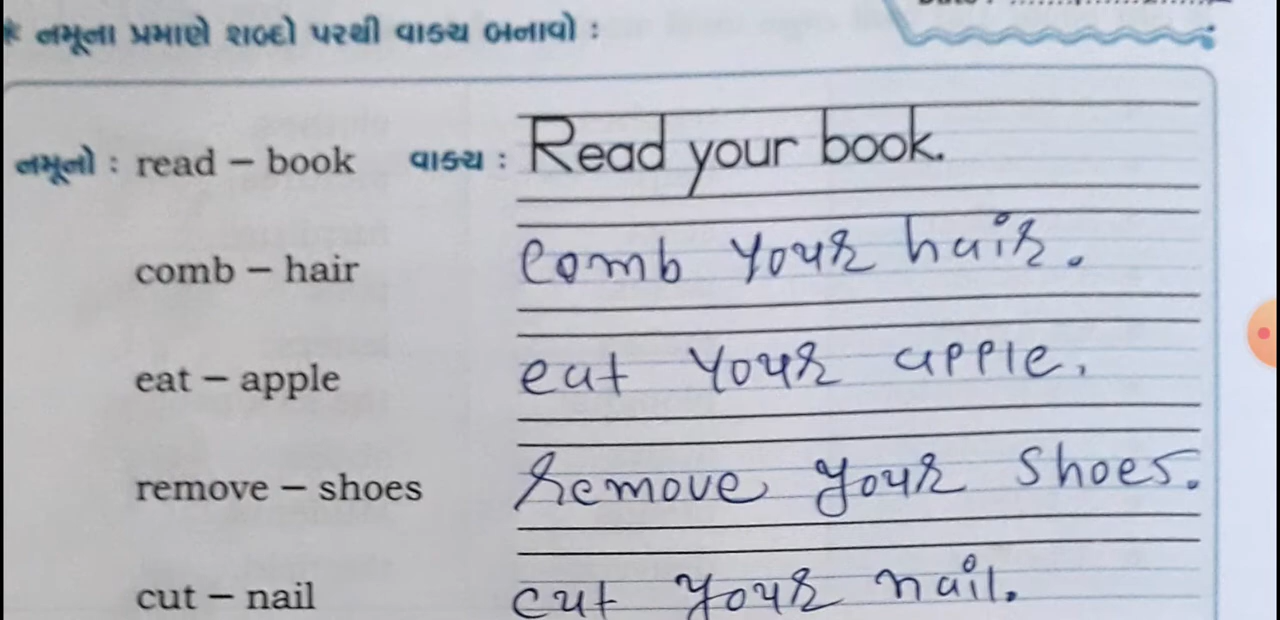 * નમૂના પ્રમાણે શબ્દો પરથી વાક્ય બનાવો :
નમૂનો : read – book વાક્ય : Read your book.
comb – hair comb your hair.
eat – apple eat your apple.
remove – shoes remove your shoes.
cut – nail cut your nail.